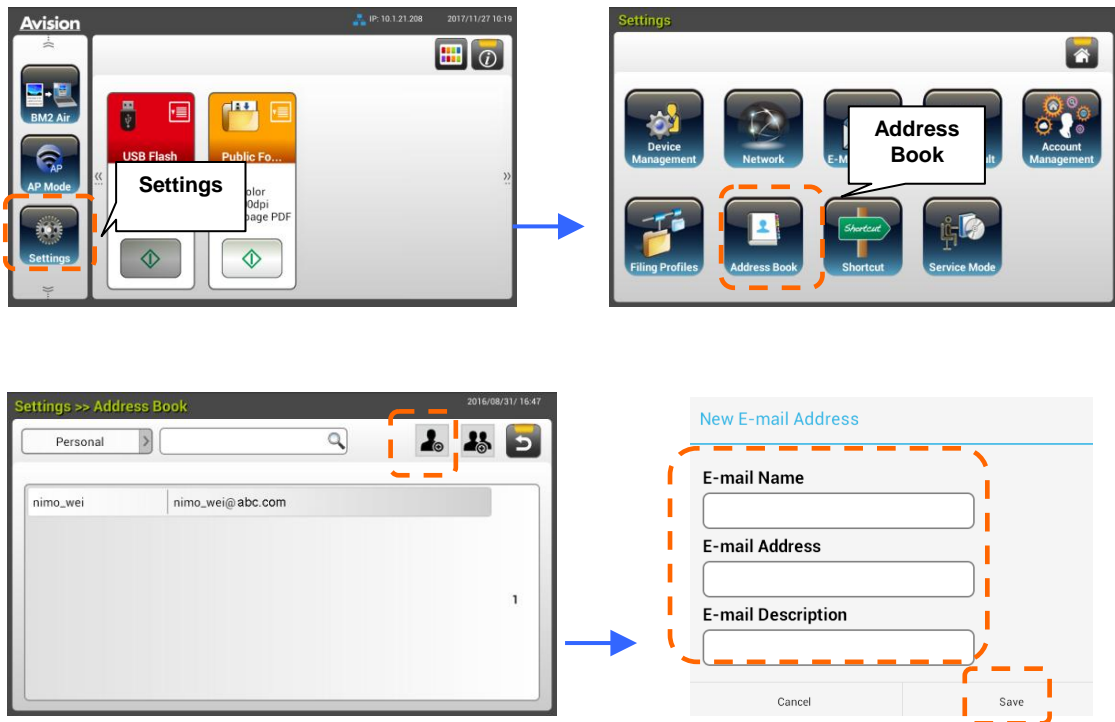 Avision
IP: 10.1.21.208
2017/11/27 10:19
BM2 Air
AP
AP Mode
Settings
USB Flash
Public Fo...
Settings
olor
0dpi
page PDF
Settings
Device
Management
Network
E-M
Address
Book
lt
Account
Management
Filing Profiles
Address Book
Shortcut
Shortcut
Service Mode
Settings >> Address Book
2016/08/31/ 16:47
Personal
nimo_wei
nimo_wei@abc.com
1
New E-mail Address
E-mail Name
E-mail Address
E-mail Description
Cancel
Save